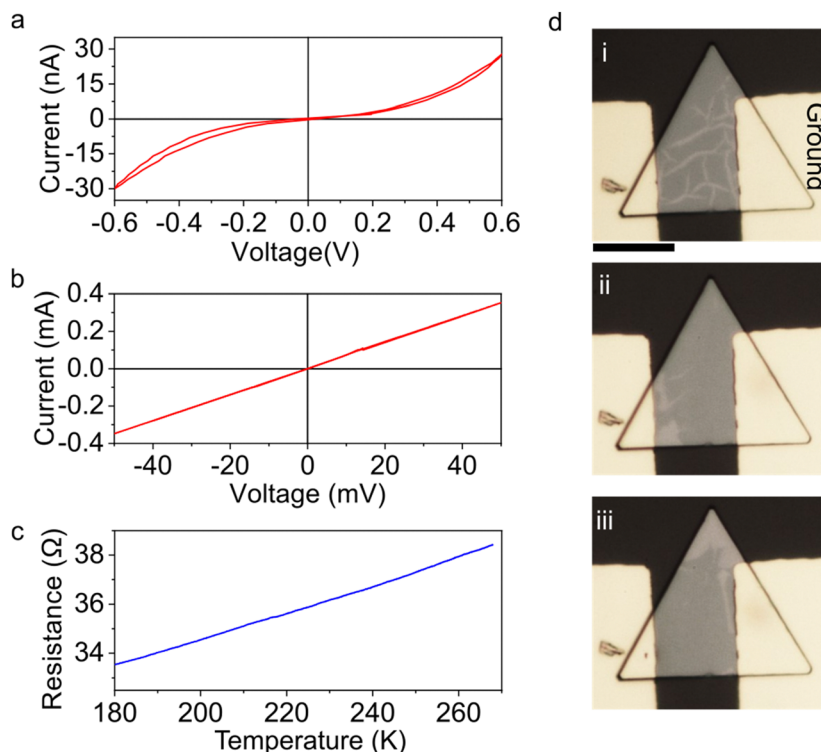 a
30
15
0
-15
-30
Current (nA)
-0.6 -0.4 -0.2 0.0 0.2 0.4 0.6
Voltage(V)
b
0.4
0.2
0.0
-0.2
-0.4
Current (mA)
-40 -20 0 20 40
Voltage (mV)
c
38
36
34
Resistance (Ω)
180 200 220 240 260
Temperature (K)
d
i
Ground
ii
iii